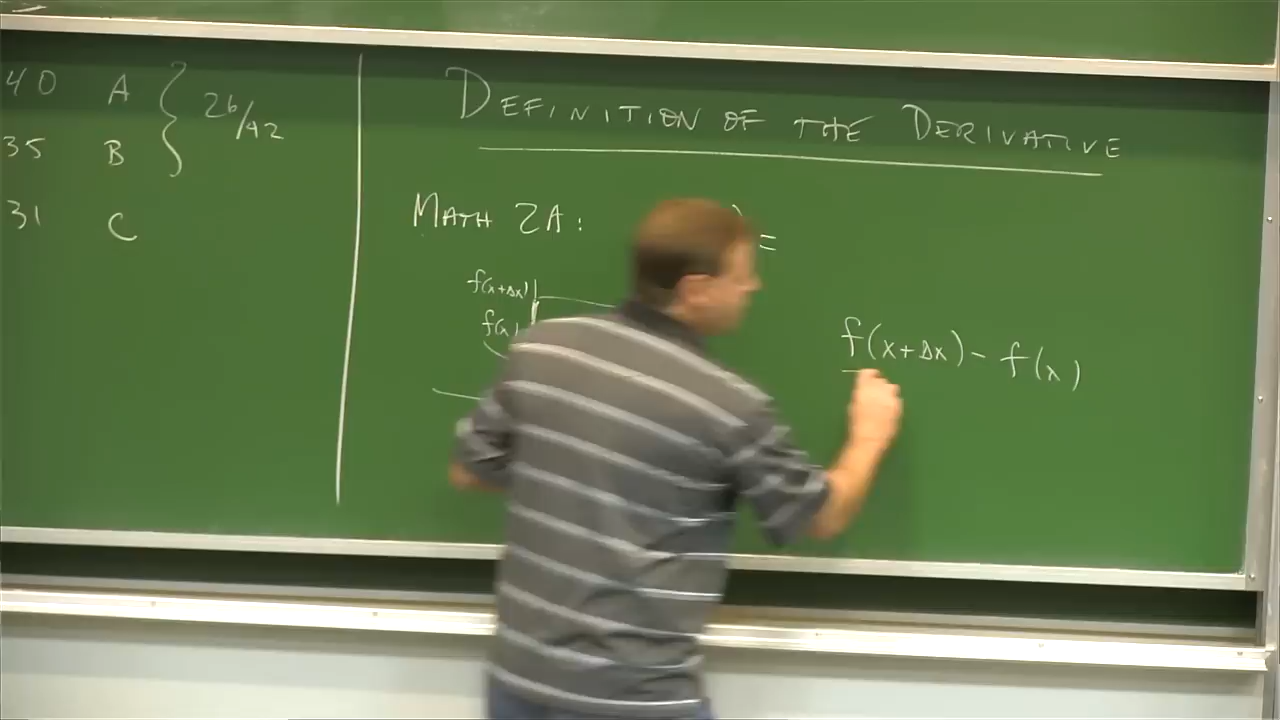 40 A
26/42
35 B
31 C
DEFINITION OF THE DERIVATIVE
MATH 2A:
) =
f(x+Δx)
f(x
f(x+Δx) - f(x)